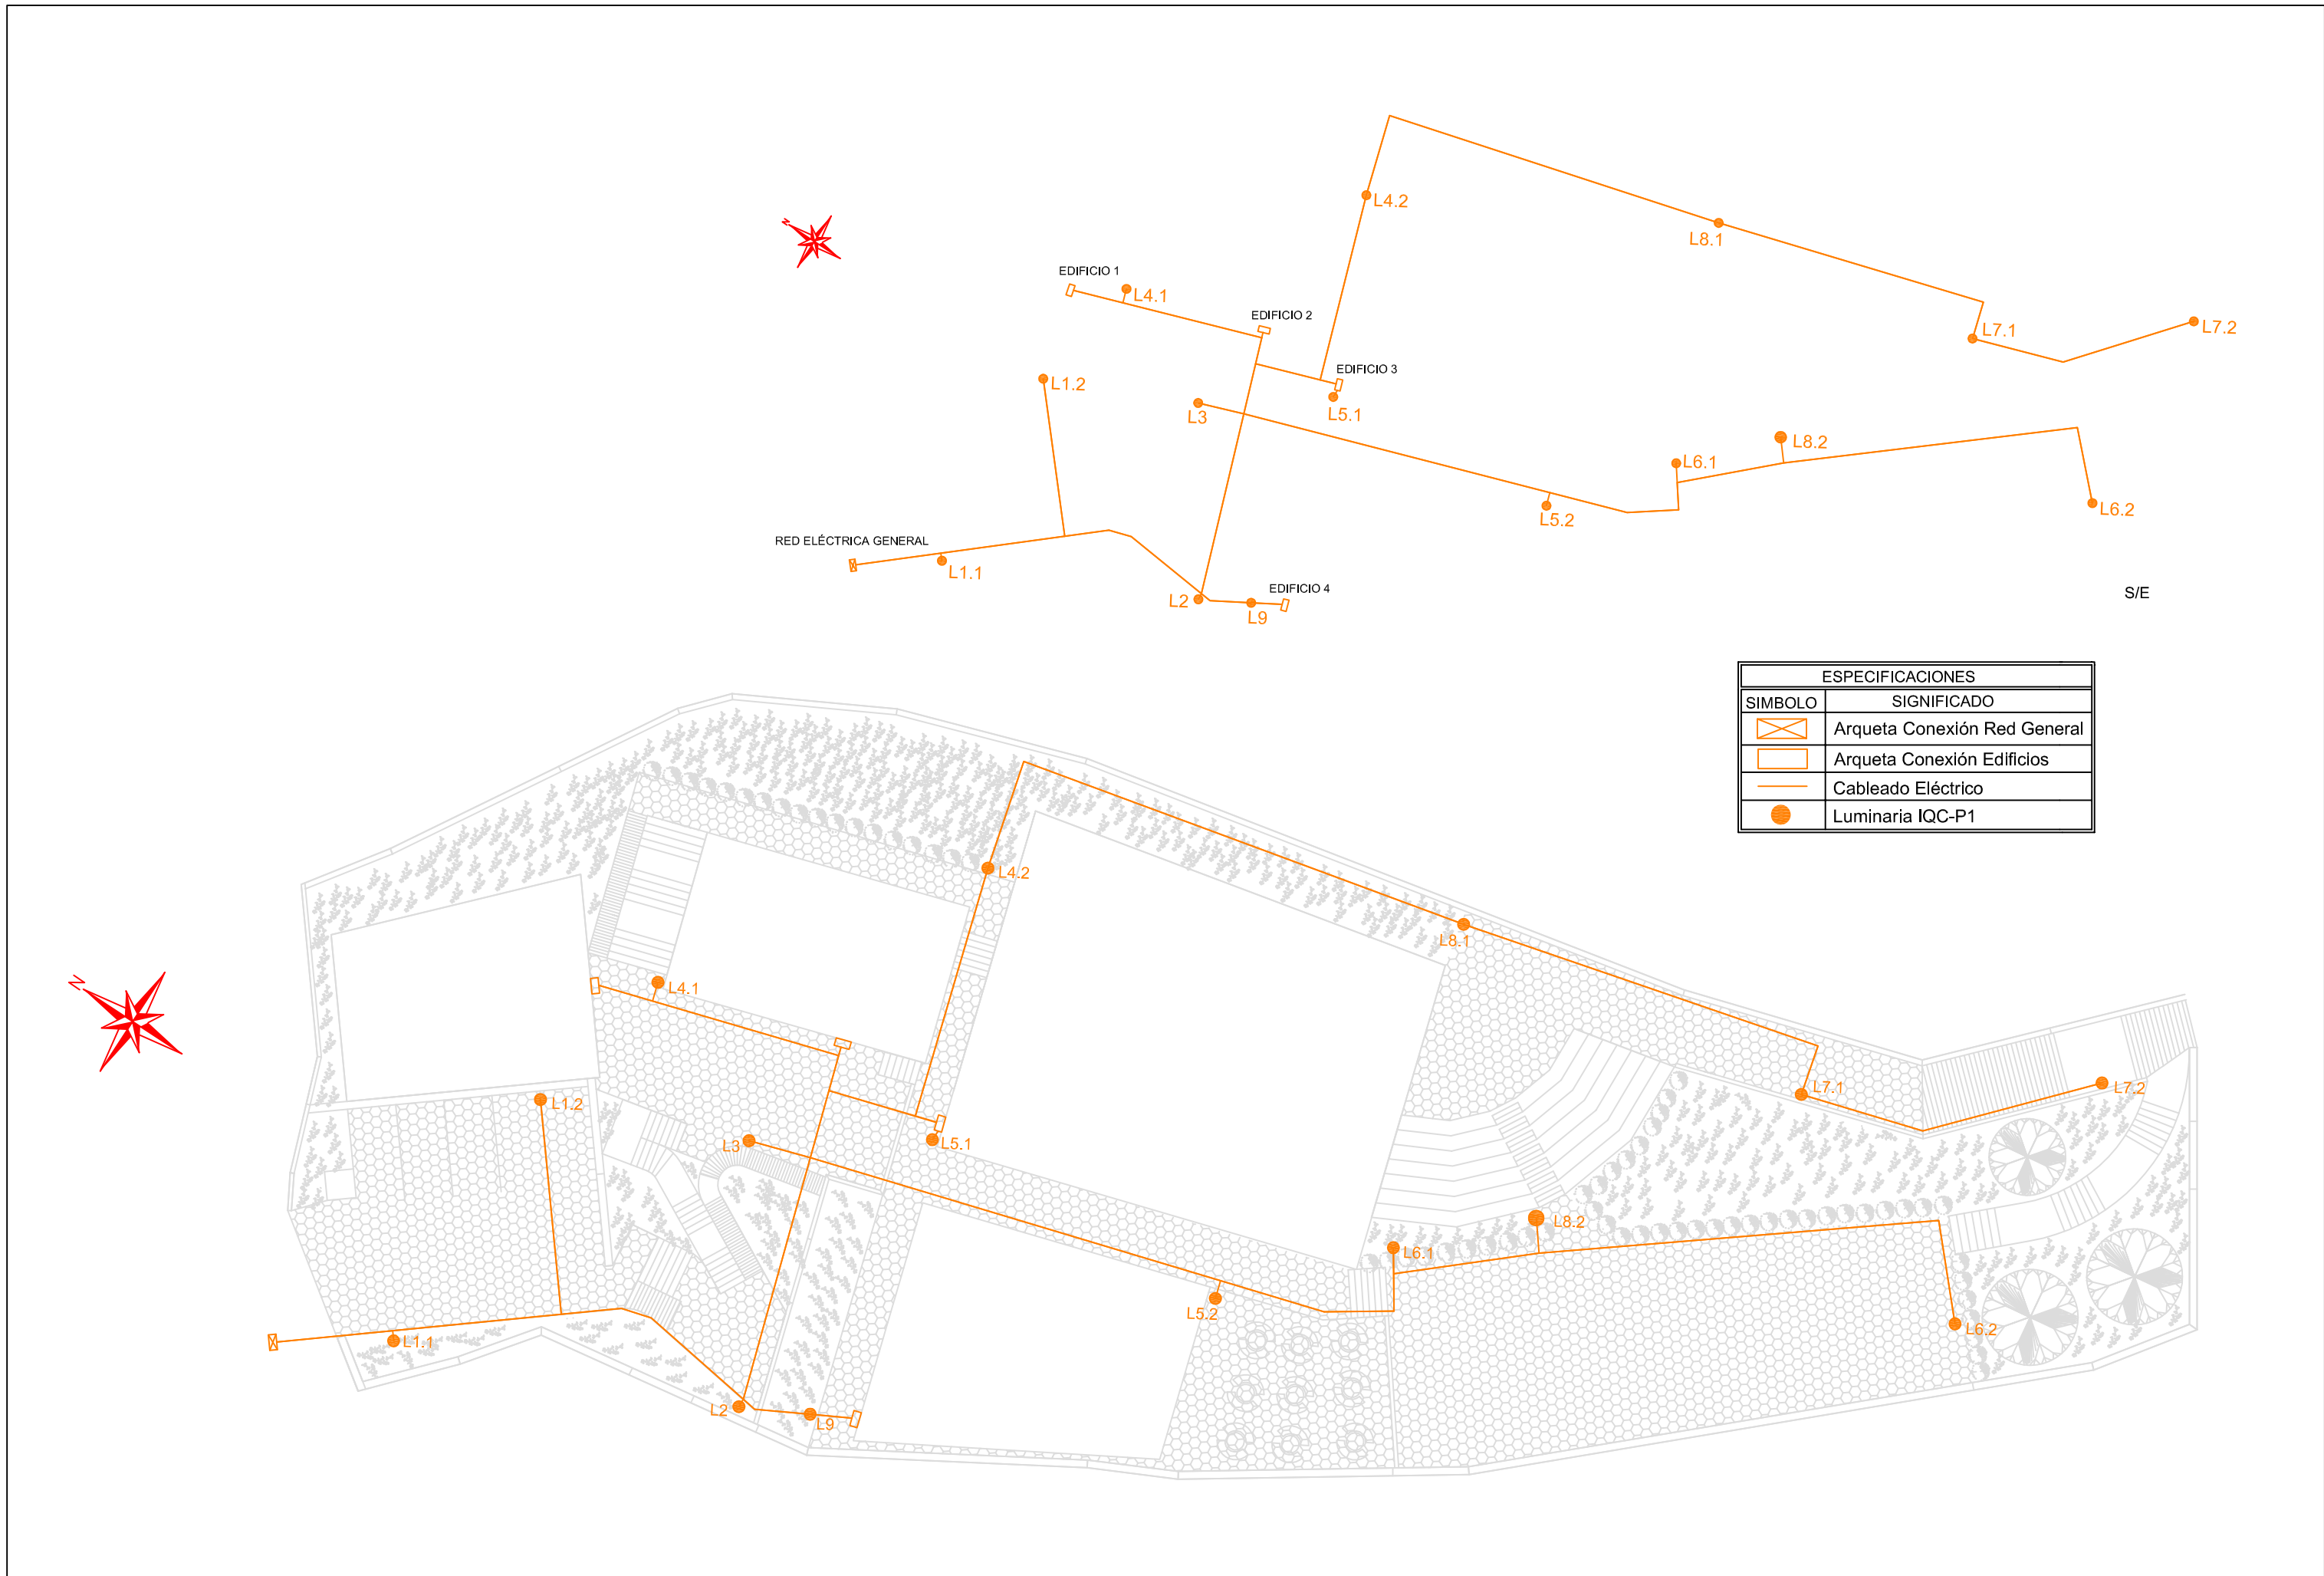 L4.2
L8.1
EDIFICIO 1
L4.1
EDIFICIO 2
L7.1
L7.2
EDIFICIO 3
L1.2
L3
L5.1
L8.2
L6.1
L6.2
L5.2
RED ELÉCTRICA GENERAL
L1.1
EDIFICIO 4
L2
L9
S/E
N
ESPECIFICACIONES
SIMBOLO SIGNIFICADO
Arqueta Conexión Red General
Arqueta Conexión Edificios
Cableado Eléctrico
Luminaria IQC-P1
L4.2
L8.1
N
L4.1
L7.1
L7.2
L1.2
L3
L5.1
L8.2
L6.1
L5.2
L6.2
L1.1
L2
L9